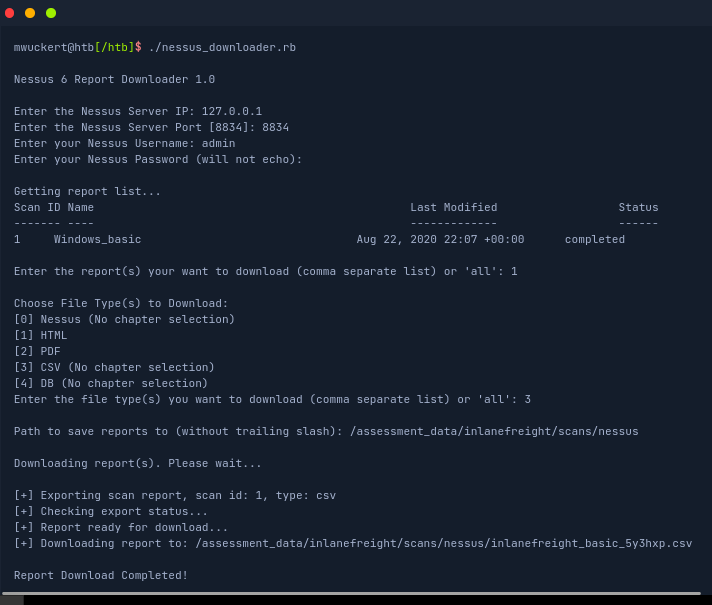 mwuckert@htb[/htb]$ ./nessus_downloader.rb
Nessus 6 Report Downloader 1.0
Enter the Nessus Server IP: 127.0.0.1
Enter the Nessus Server Port [8834]: 8834
Enter your Nessus Username: admin
Enter your Nessus Password (will not echo):
Getting report list...
Scan ID Name                                               Last Modified                  Status
------- ----                                               -------------                  ------
1     Windows_basic                                Aug 22, 2020 22:07 +00:00      completed
Enter the report(s) your want to download (comma separate list) or 'all': 1
Choose File Type(s) to Download:
[0] Nessus (No chapter selection)
[1] HTML
[2] PDF
[3] CSV (No chapter selection)
[4] DB (No chapter selection)
Enter the file type(s) you want to download (comma separate list) or 'all': 3
Path to save reports to (without trailing slash): /assessment_data/inlanefreight/scans/nessus
Downloading report(s). Please wait...
[+] Exporting scan report, scan id: 1, type: csv
[+] Checking export status...
[+] Report ready for download...
[+] Downloading report to: /assessment_data/inlanefreight/scans/nessus/inlanefreight_basic_5y3hxp.csv
Report Download Completed!